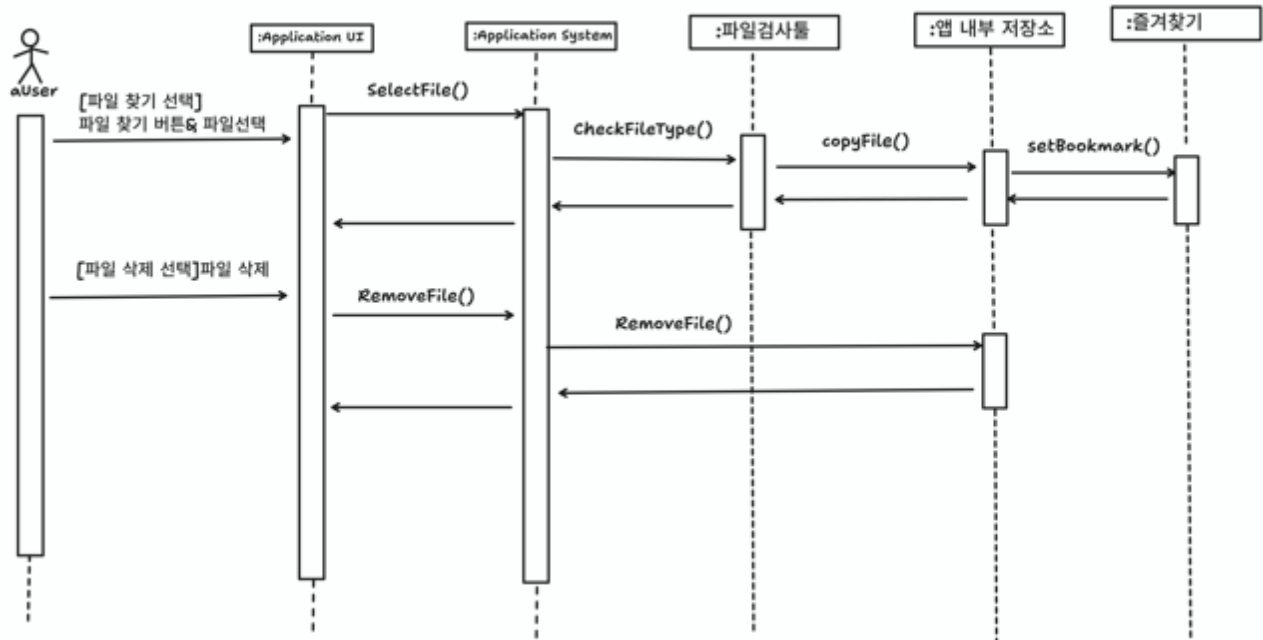 aUser
:Application UI
:Application System
:파일검사툴
:앱 내부 저장소
:즐겨찾기
[파일 찾기 선택]
파일 찾기 버튼& 파일선택
SelectFile()
CheckFileType()
copyFile()
setBookmark()
[파일 삭제 선택]파일 삭제
RemoveFile()
RemoveFile()